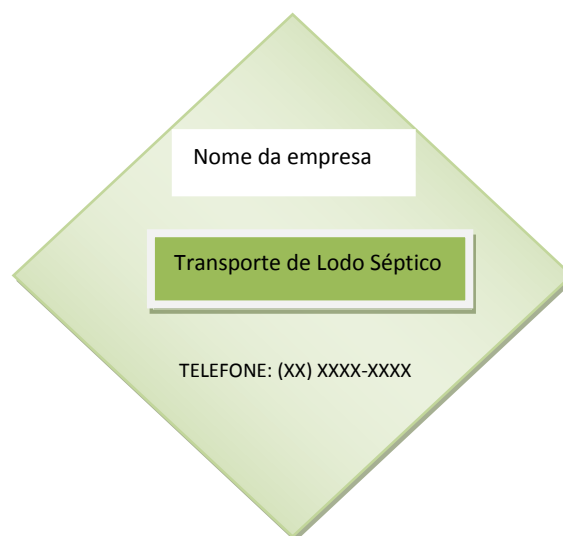 Nome da empresa
Transporte de Lodo Séptico
TELEFONE: (XX) XXXX-XXXX